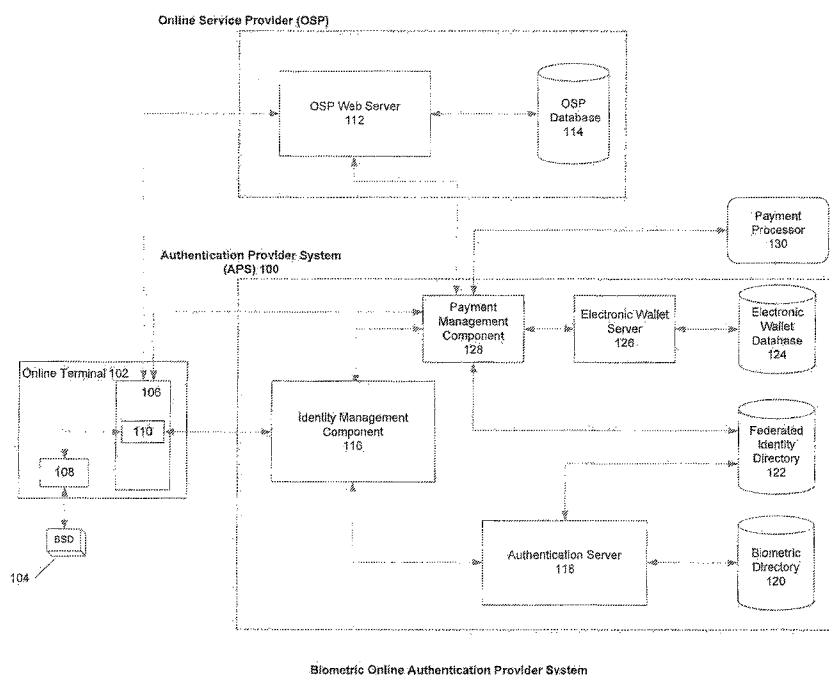 Online Service Provider (OSP)
OSP Web Server
112
OSP
Database
114
Payment
Processor
130
Authentication Provider System
(APS) 100
Payment
Management
Component
128
Electronic Wallet
Server
126
Electronic
Wallet
Database
124
Online Terminal 102
106
110
108
BSD
104
Identity Management
Component
116
Federated
Identity
Directory
122
Authentication Server
118
Biometric
Directory
120
Biometric Online Authentication Provider System